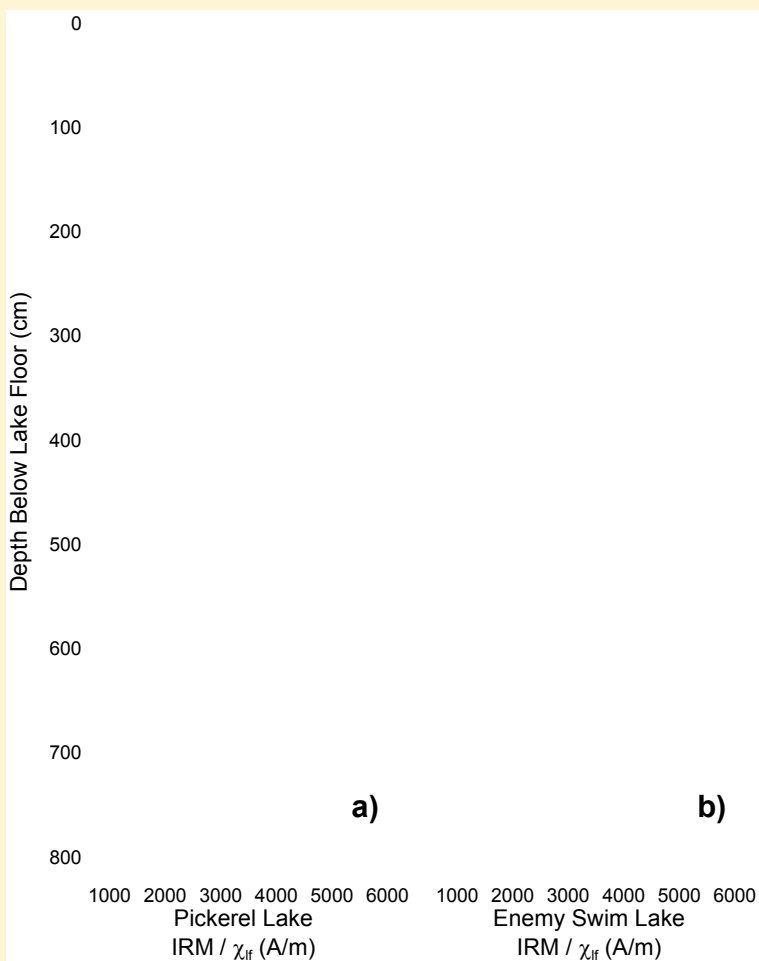 0
100
200
300
400
500
600
700
800
Depth Below Lake Floor (cm)
a)
b)
1000 2000 3000 4000 5000 6000
1000 2000 3000 4000 5000 6000
Pickerel Lake
IRM / χlf (A/m)
Enemy Swim Lake
IRM / χlf (A/m)